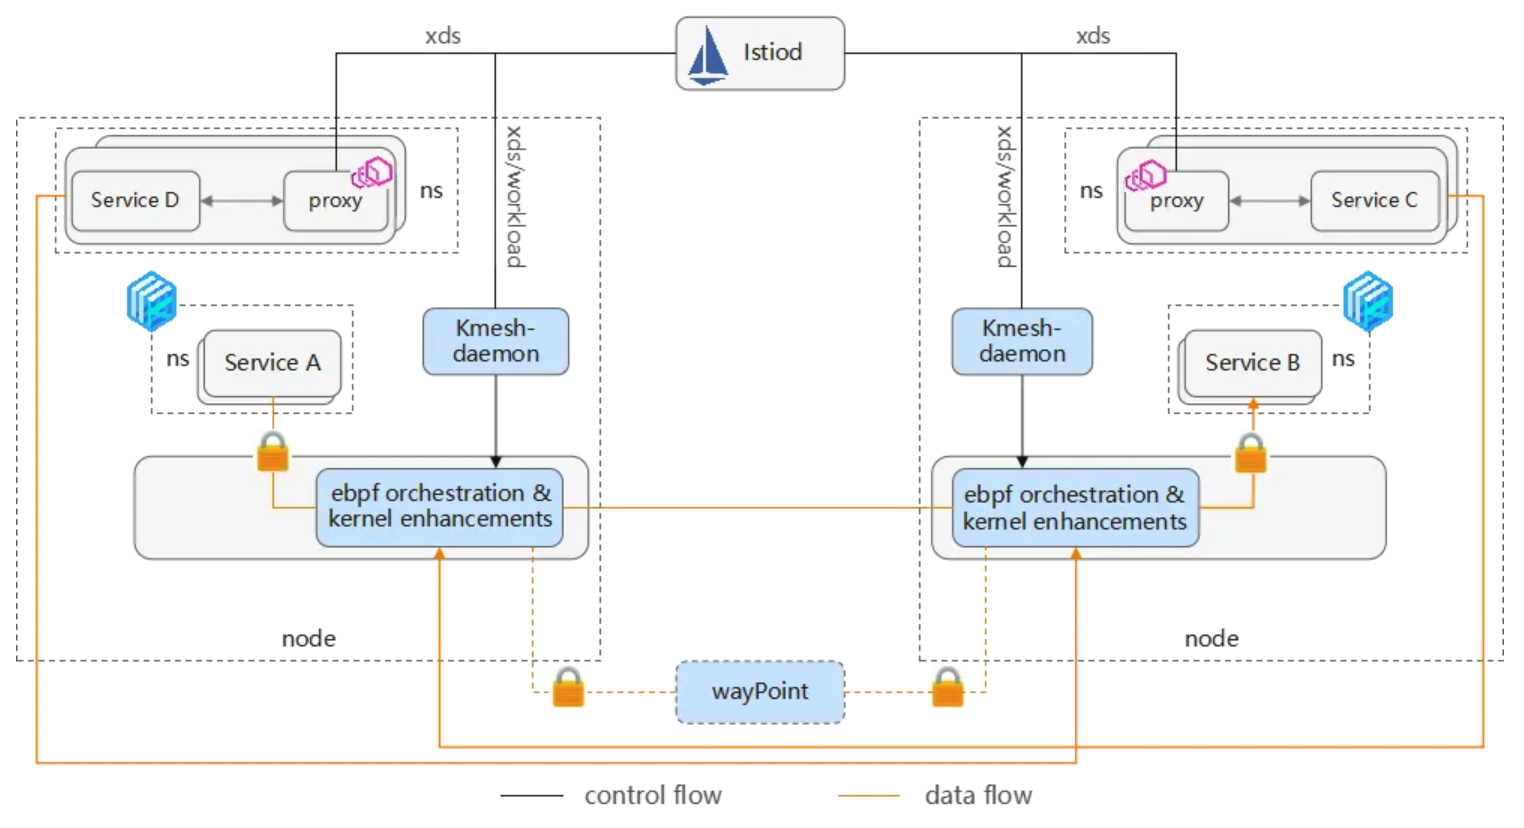 xds
Istiod
xds
xds/workload
xds/workload
Service D
proxy
ns
ns
proxy
Service C
Kmesh-
daemon
Kmesh-
daemon
ns
Service A
Service B
ns
ebpf orchestration &
kernel enhancements
ebpf orchestration &
kernel enhancements
node
node
wayPoint
control flow
data flow